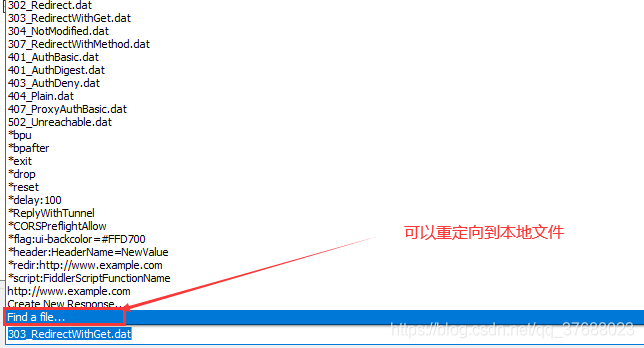 302_Redirect.dat
303_RedirectWithGet.dat
304_NotModified.dat
307_RedirectWithMethod.dat
401_AuthBasic.dat
401_AuthDigest.dat
403_AuthDeny.dat
404_Plain.dat
407_ProxyAuthBasic.dat
502_Unreachable.dat
*bpu
*bpafter
*exit
*drop
*reset
*delay:100
*ReplyWithTunnel
*CORSPreflightAllow
*flag:ui-backcolor=#FFD700
可以重定向到本地文件
*header:HeaderName=NewValue
*redir:http://www.example.com
*script:FiddlerScriptFunctionName
http://www.example.com
Create New Response...
Find a file...
303_RedirectWithGet.dat
https://blog.csdn.net/qq_37688023